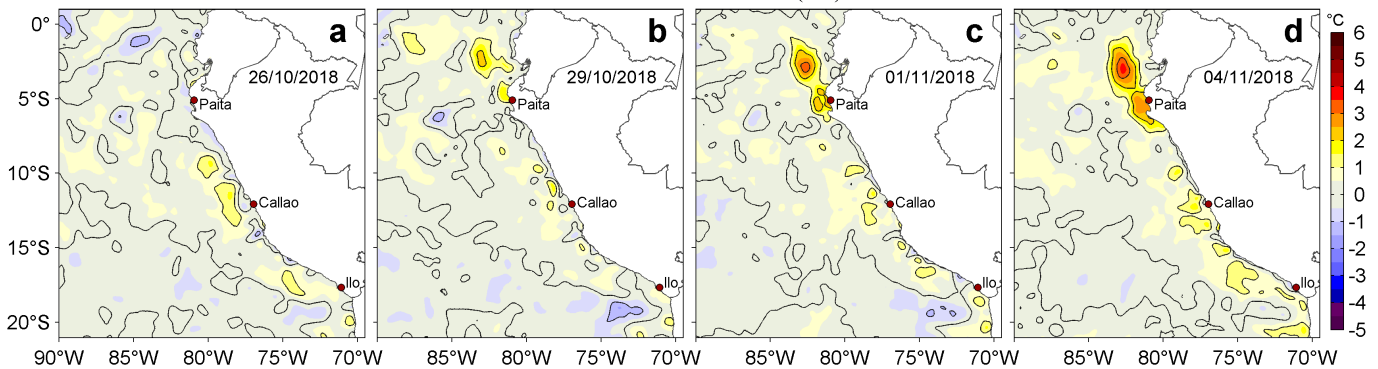 a b c d °C
26/10/2018 29/10/2018 01/11/2018 04/11/2018
0° 5°S 10°S 15°S 20°S
Paita Paita Paita Paita
Callao Callao Callao Callao
Ilo Ilo Ilo Ilo
6
5
4
3
2
1
0
-1
-2
-3
-4
-5
90°W 85°W 80°W 75°W 70°W 85°W 80°W 75°W 70°W 85°W 80°W 75°W 70°W 85°W 80°W 75°W 70°W